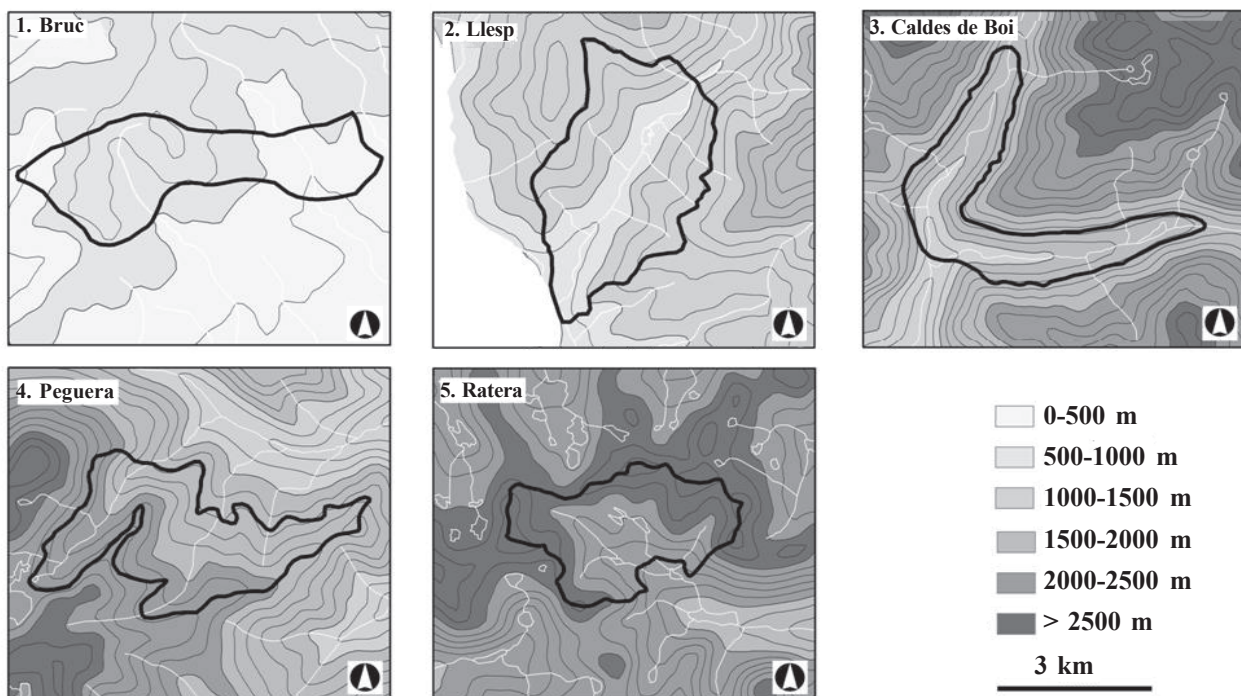 1. Bruc
2. Llesp
3. Caldes de Boi
4. Peguera
5. Ratera
0-500 m
500-1000 m
1000-1500 m
1500-2000 m
2000-2500 m
> 2500 m
3 km